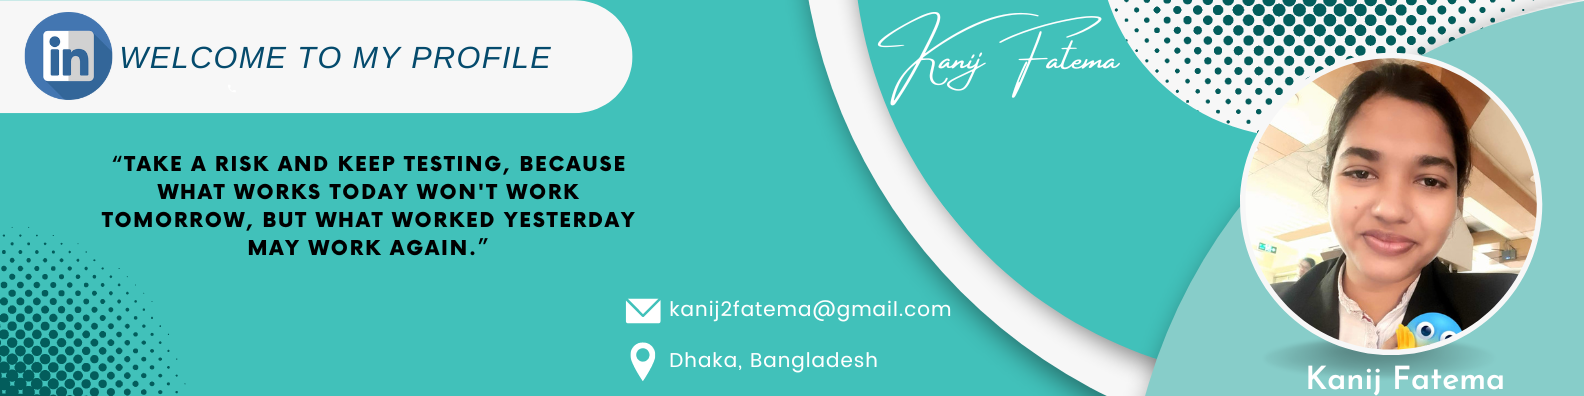 in
WELCOME TO MY PROFILE
Kanij Fatema
“TAKE A RISK AND KEEP TESTING, BECAUSE
WHAT WORKS TODAY WON'T WORK
TOMORROW, BUT WHAT WORKED YESTERDAY
MAY WORK AGAIN.”
kanij2fatema@gmail.com
Dhaka, Bangladesh
Kanij Fatema